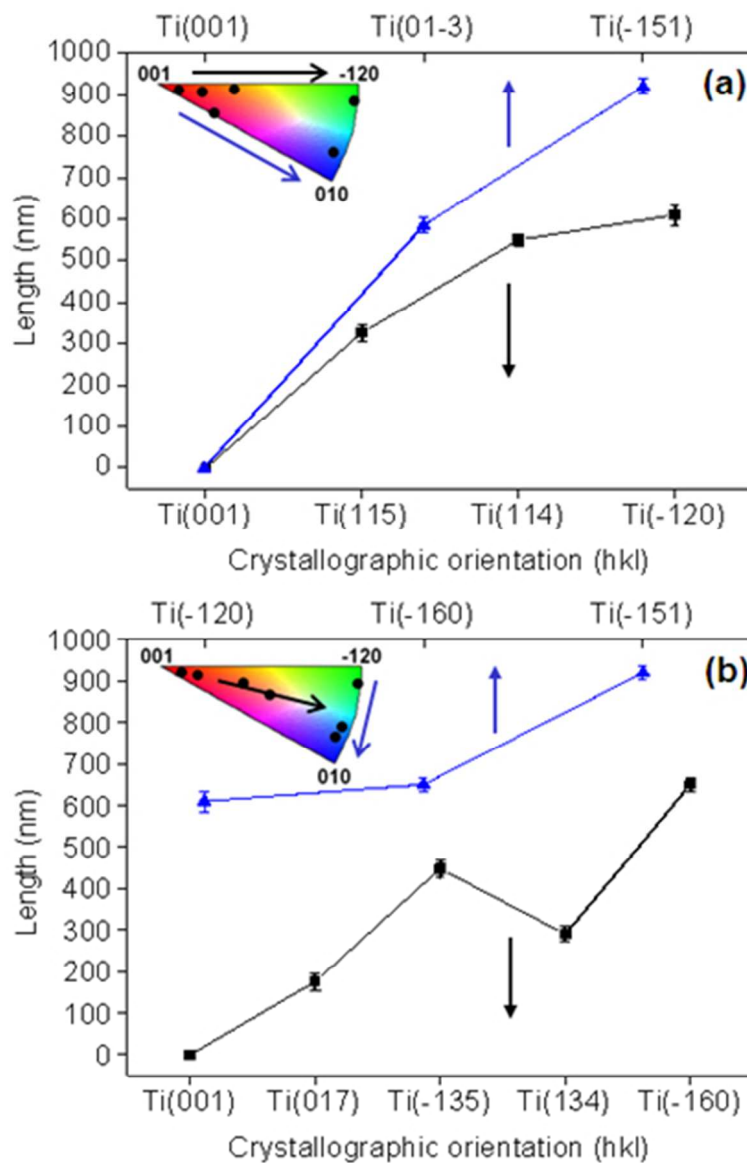 Ti(001) Ti(01-3) Ti(-151)
1000
900
800
700
600
500
400
300
200
100
0
Length (nm)
001 -120
010
(a)
Ti(001) Ti(115) Ti(114) Ti(-120)
Crystallographic orientation (hkl)
Ti(-120) Ti(-160) Ti(-151)
1000
900
800
700
600
500
400
300
200
100
0
Length (nm)
001 -120
010
(b)
Ti(001) Ti(017) Ti(-135) Ti(134) Ti(-160)
Crystallographic orientation (hkl)